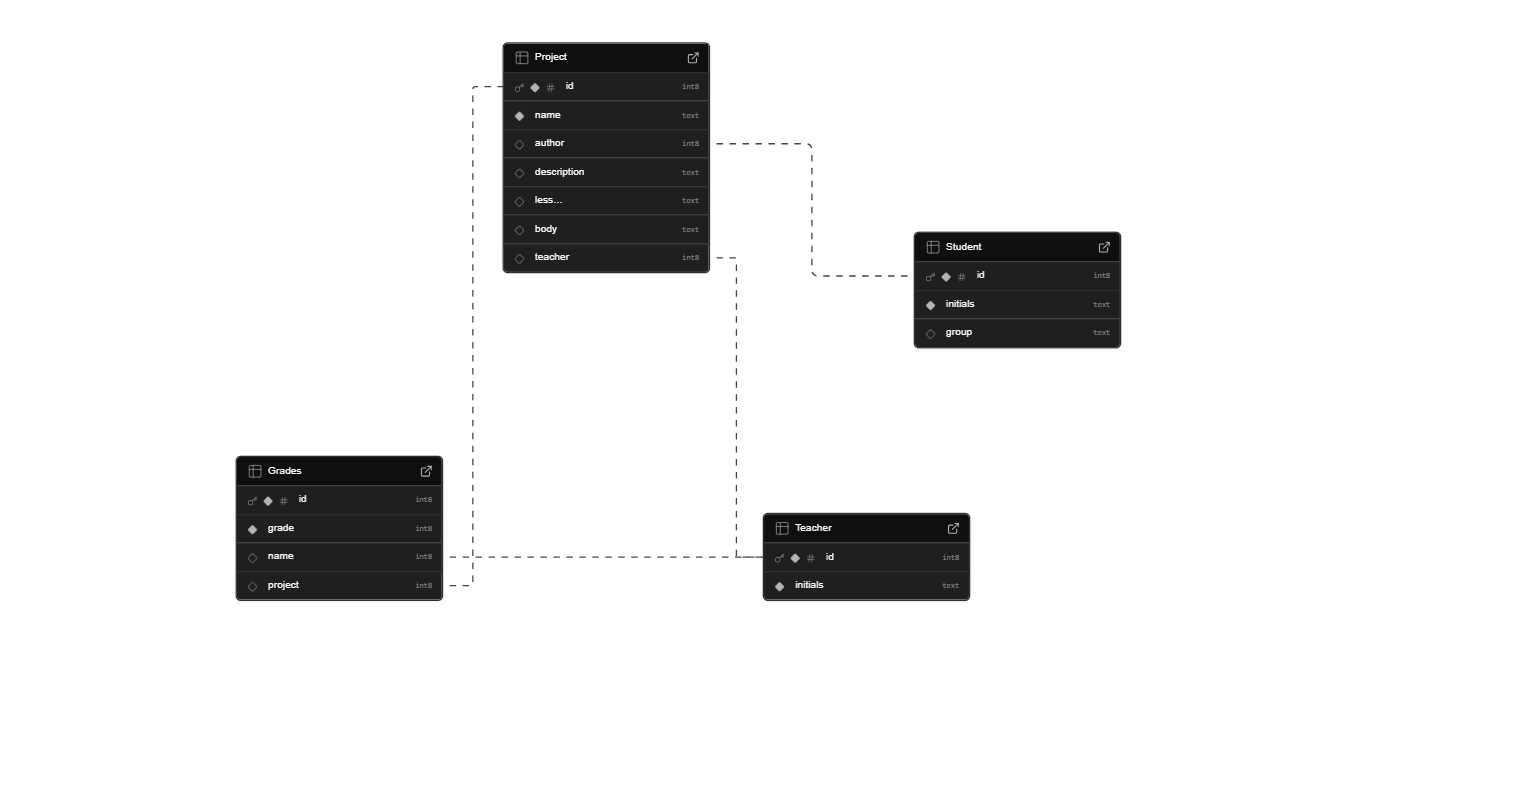 Project
# id int8
name text
author int8
description text
less... text
body text
teacher int8
Student
# id int8
initials text
group text
Grades
# id int8
grade int8
name int8
project int8
Teacher
# id int8
initials text